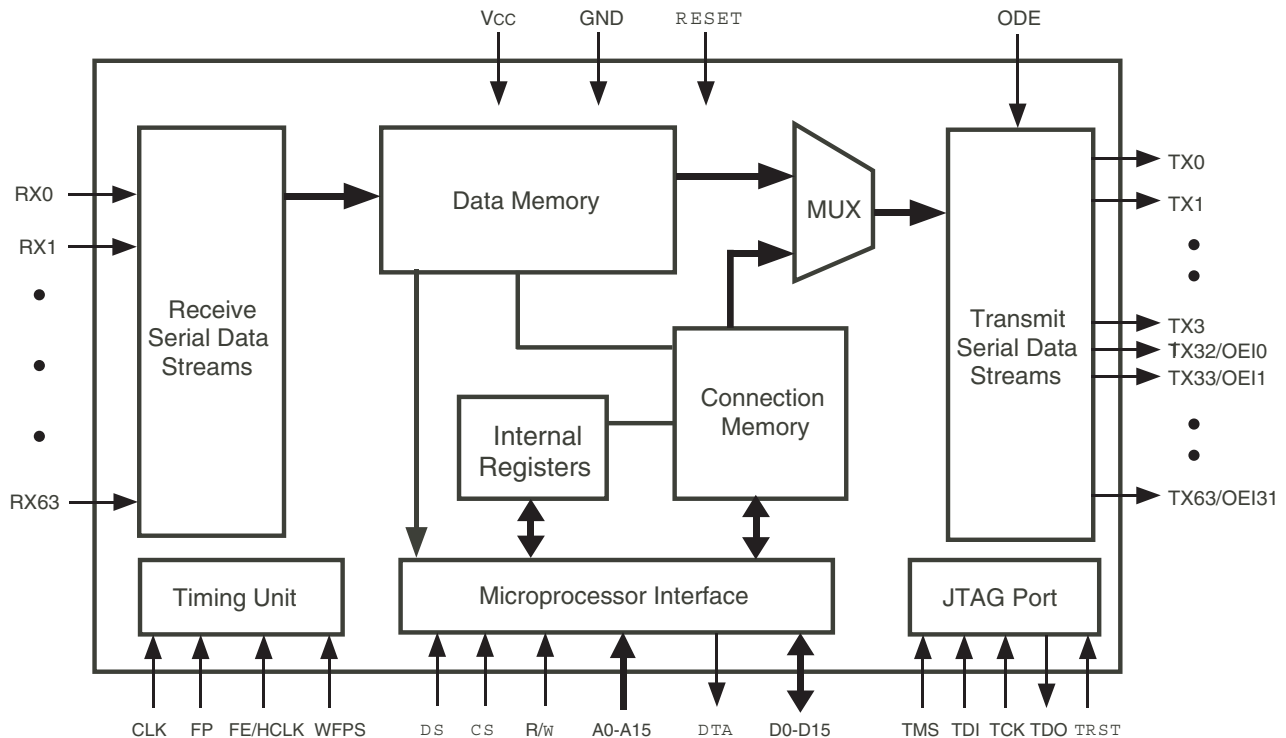 VCC GND RESET ODE
RX0
RX1
RX63
Receive
Serial Data
Streams
Data Memory
MUX
Internal
Registers
Connection
Memory
Transmit
Serial Data
Streams
TX0
TX1
TX3
TX32/OEI0
TX33/OEI1
TX63/OEI31
Timing Unit
Microprocessor Interface
JTAG Port
CLK FP FE/HCLK WFPS DS CS R/W A0-A15 DTA D0-D15 TMS TDI TCK TDO TRST